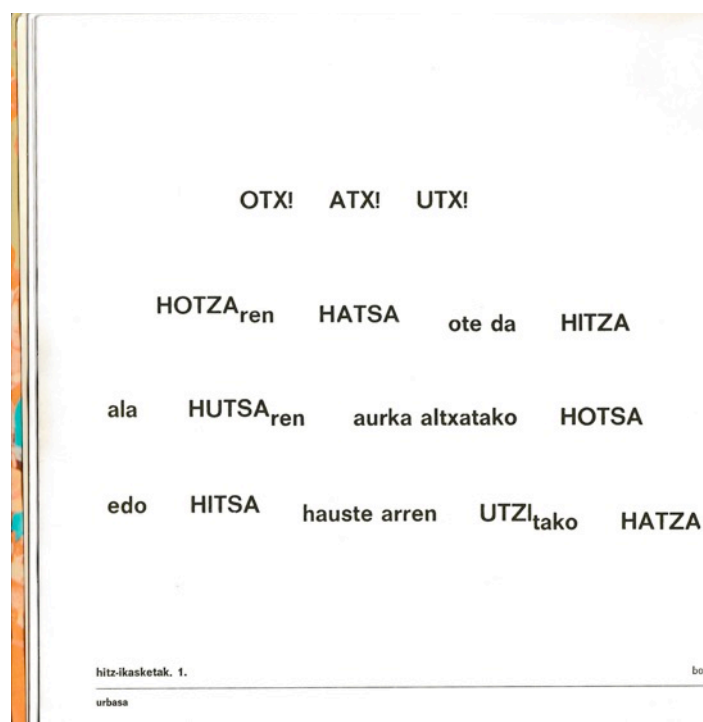 OTX! ATX! UTX!
HOTZAren HATSA ote da HITZA
ala HUTSAren aurka altxatako HOTSA
edo HITSA hauste arren UTZItako HATZA
hitz-ikasketak. 1.
urbasa